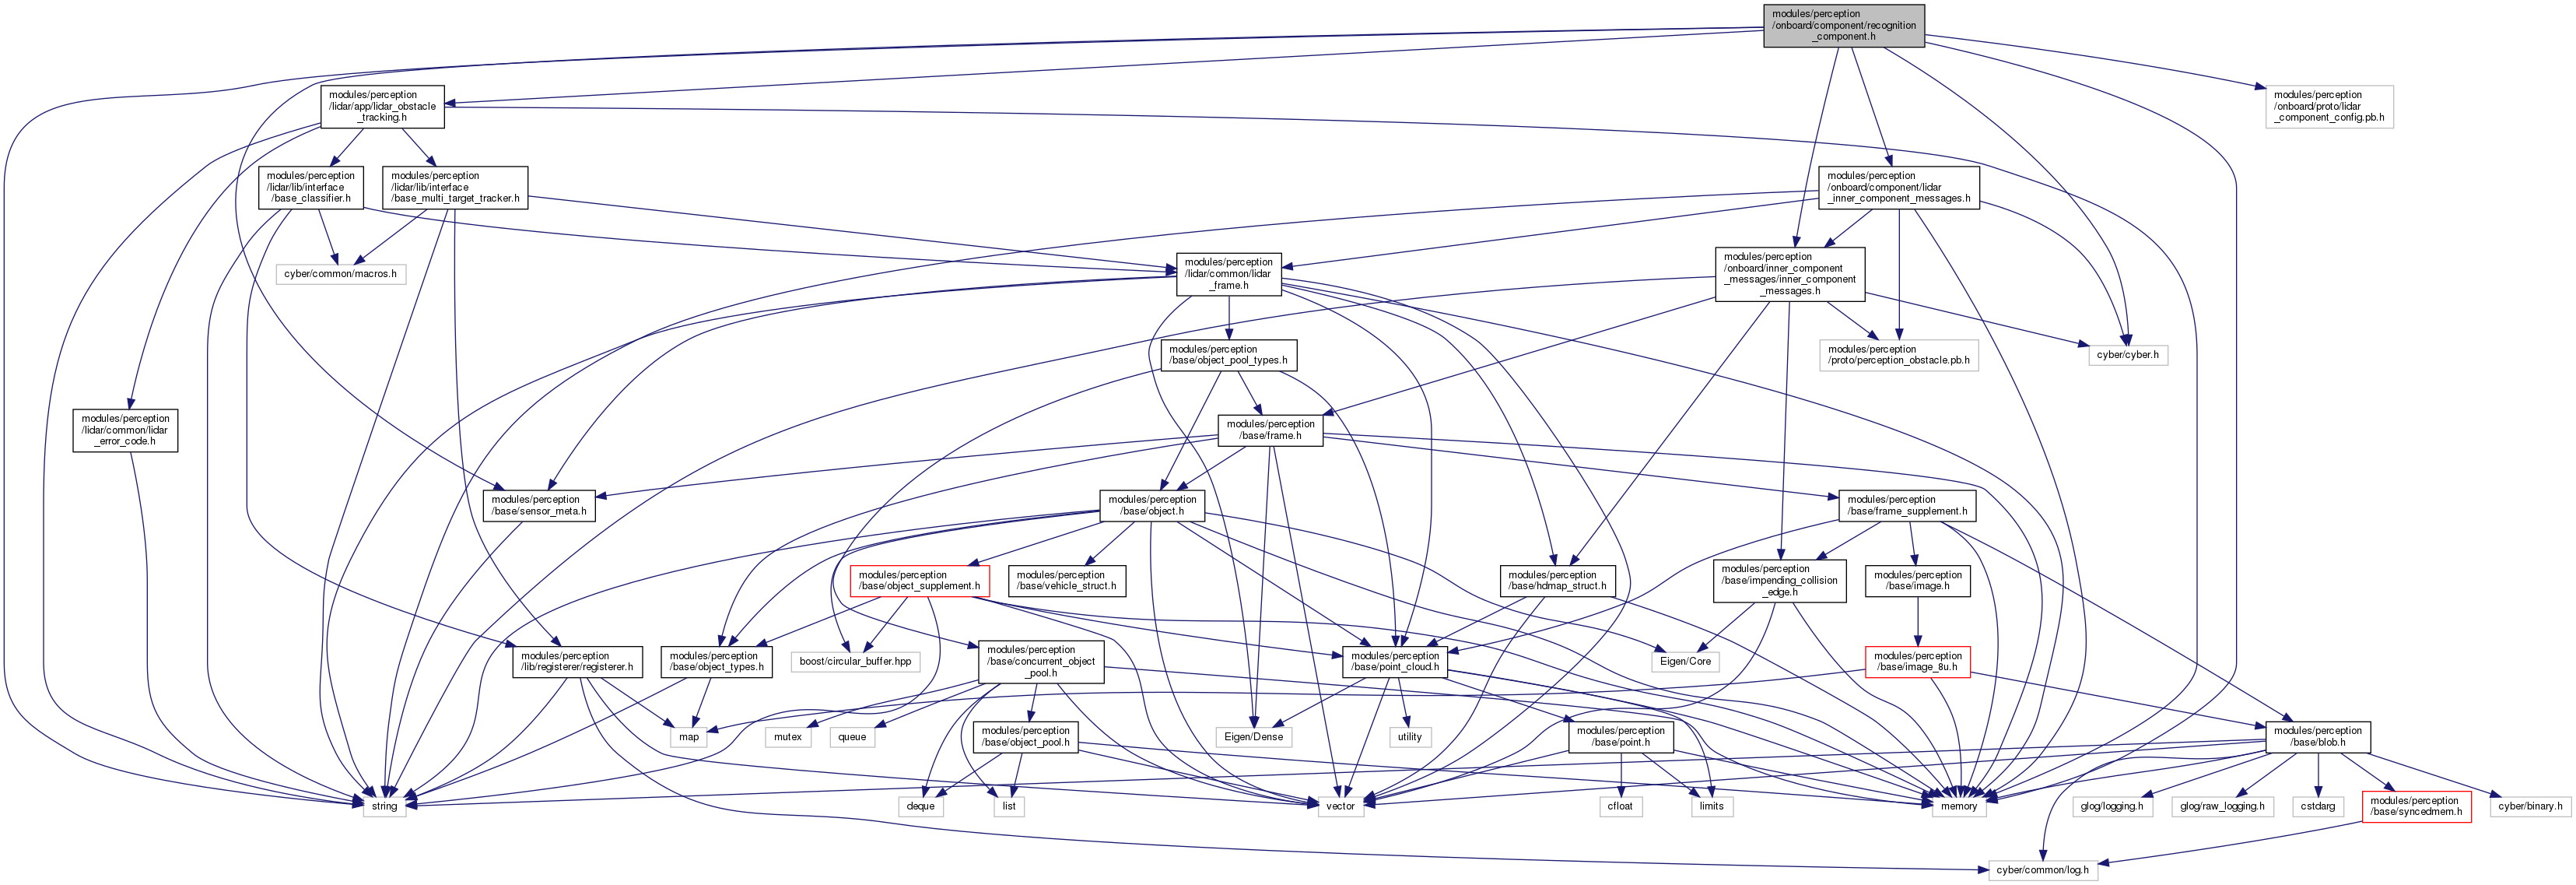 modules/perception
/onboard/component/recognition
_component.h
modules/perception
/lidar/app/lidar_obstacle
_tracking.h
modules/perception
/onboard/proto/lidar
_component_config.pb.h
modules/perception
/lidar/lib/interface
/base_classifier.h
modules/perception
/lidar/lib/interface
/base_multi_target_tracker.h
modules/perception
/onboard/component/lidar
_inner_component_messages.h
cyber/common/macros.h
modules/perception
/lidar/common/lidar
_frame.h
modules/perception
/onboard/inner_component
_messages/inner_component
_messages.h
modules/perception
/base/object_pool_types.h
modules/perception
/proto/perception_obstacle.pb.h
cyber/cyber.h
modules/perception
/lidar/common/lidar
_error_code.h
modules/perception
/base/frame.h
modules/perception
/base/sensor_meta.h
modules/perception
/base/object.h
modules/perception
/base/frame_supplement.h
modules/perception
/base/object_supplement.h
modules/perception
/base/vehicle_struct.h
modules/perception
/base/hdmap_struct.h
modules/perception
/base/impending_collision
_edge.h
modules/perception
/base/image.h
modules/perception
/lib/registerer/registerer.h
modules/perception
/base/object_types.h
boost/circular_buffer.hpp
modules/perception
/base/concurrent_object
_pool.h
modules/perception
/base/point_cloud.h
Eigen/Core
modules/perception
/base/image_8u.h
map
mutex
queue
modules/perception
/base/object_pool.h
Eigen/Dense
utility
modules/perception
/base/point.h
modules/perception
/base/blob.h
string
deque
list
vector
cfloat
limits
memory
glog/logging.h
glog/raw_logging.h
cstdarg
modules/perception
/base/syncedmem.h
cyber/binary.h
cyber/common/log.h